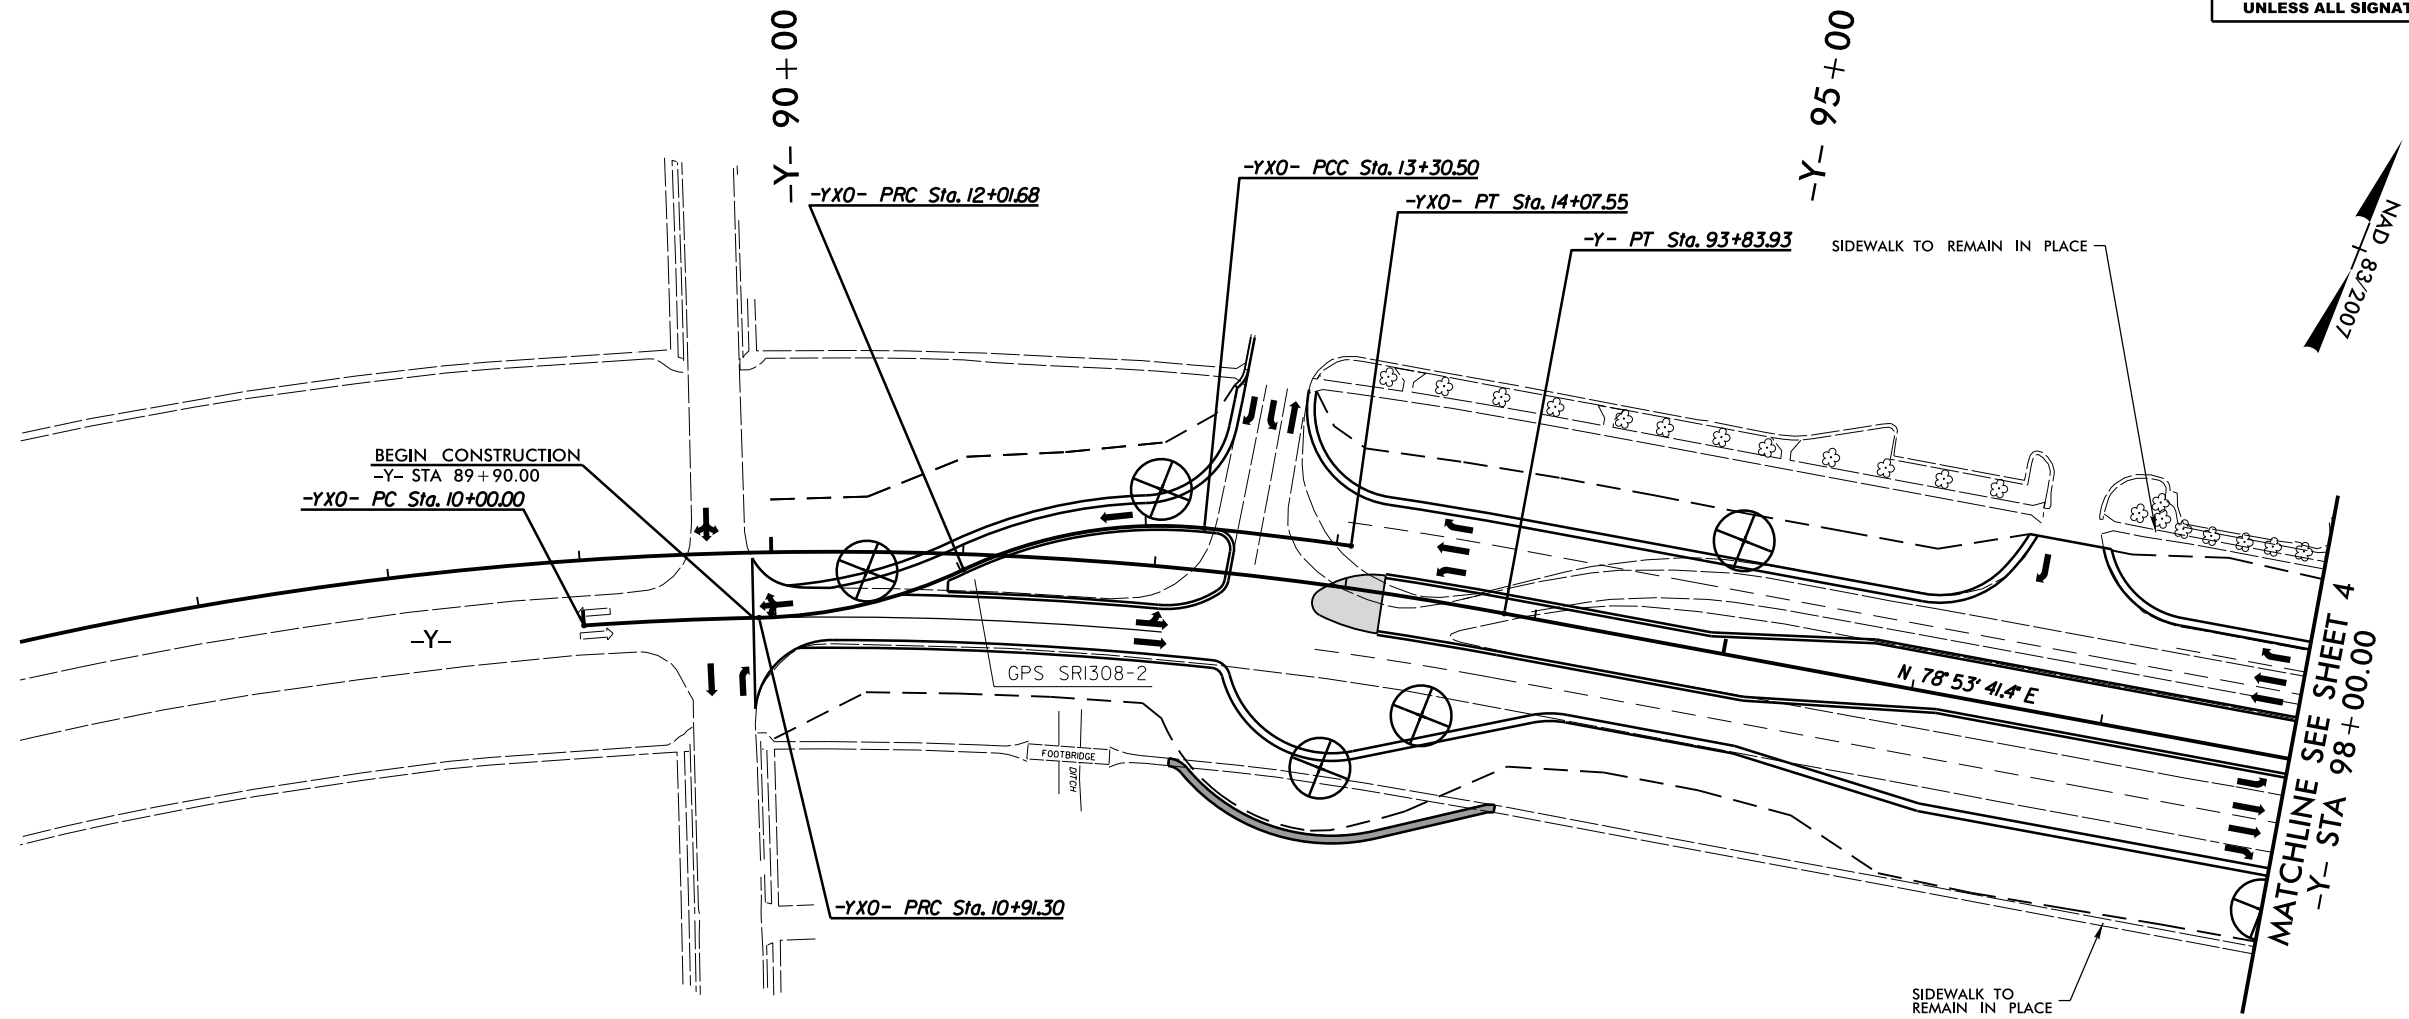 UNLESS ALL SIGNAT
-Y- 90+00
-Y- 95+00
-YXO- PRC Sta. 12+01.68
-YXO- PCC Sta. 13+30.50
-YXO- PT Sta. 14+07.55
-Y- PT Sta. 93+83.93
SIDEWALK TO REMAIN IN PLACE
NAD 83/2007
BEGIN CONSTRUCTION
-Y- STA 89+90.00
-YXO- PC Sta. 10+00.00
-Y-
GPS SR1308-2
N 78° 53' 41.4" E
FOOTBRIDGE
DITCH
-YXO- PRC Sta. 10+91.30
MATCHLINE SEE SHEET 4
-Y- STA 98+00.00
SIDEWALK TO
REMAIN IN PLACE